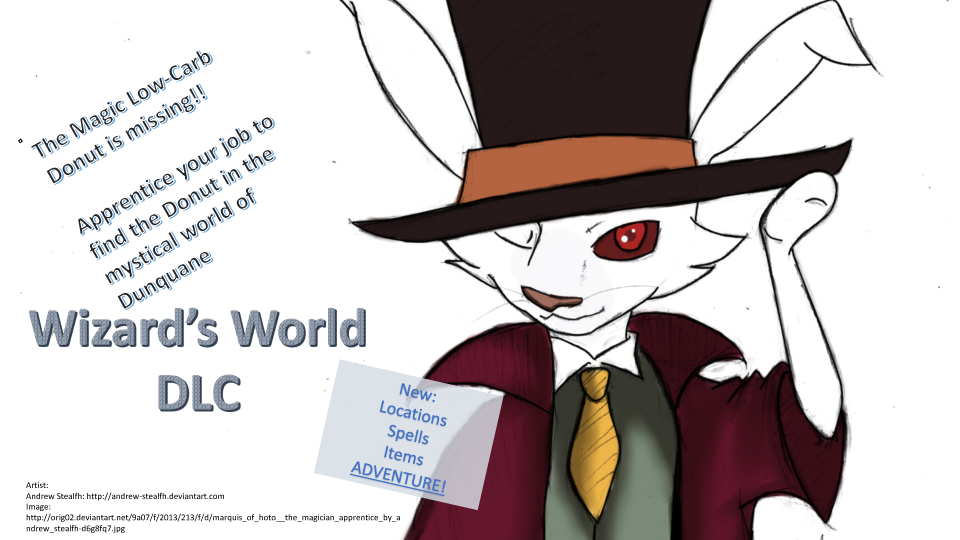 The Magic Low-Carb
Donut is missing!!
Apprentice your job to
find the Donut in the
mystical world of
Dunquane
Wizard’s World
DLC
New:
Locations
Spells
Items
ADVENTURE!
Artist:
Andrew Stealfh: http://andrew-stealfh.deviantart.com
Image:
http://orig02.deviantart.net/9a07/f/2013/213/f/d/marquis_of_hoto__the_magician_apprentice_by_a
ndrew_stealfh-d6g8fq7.jpg